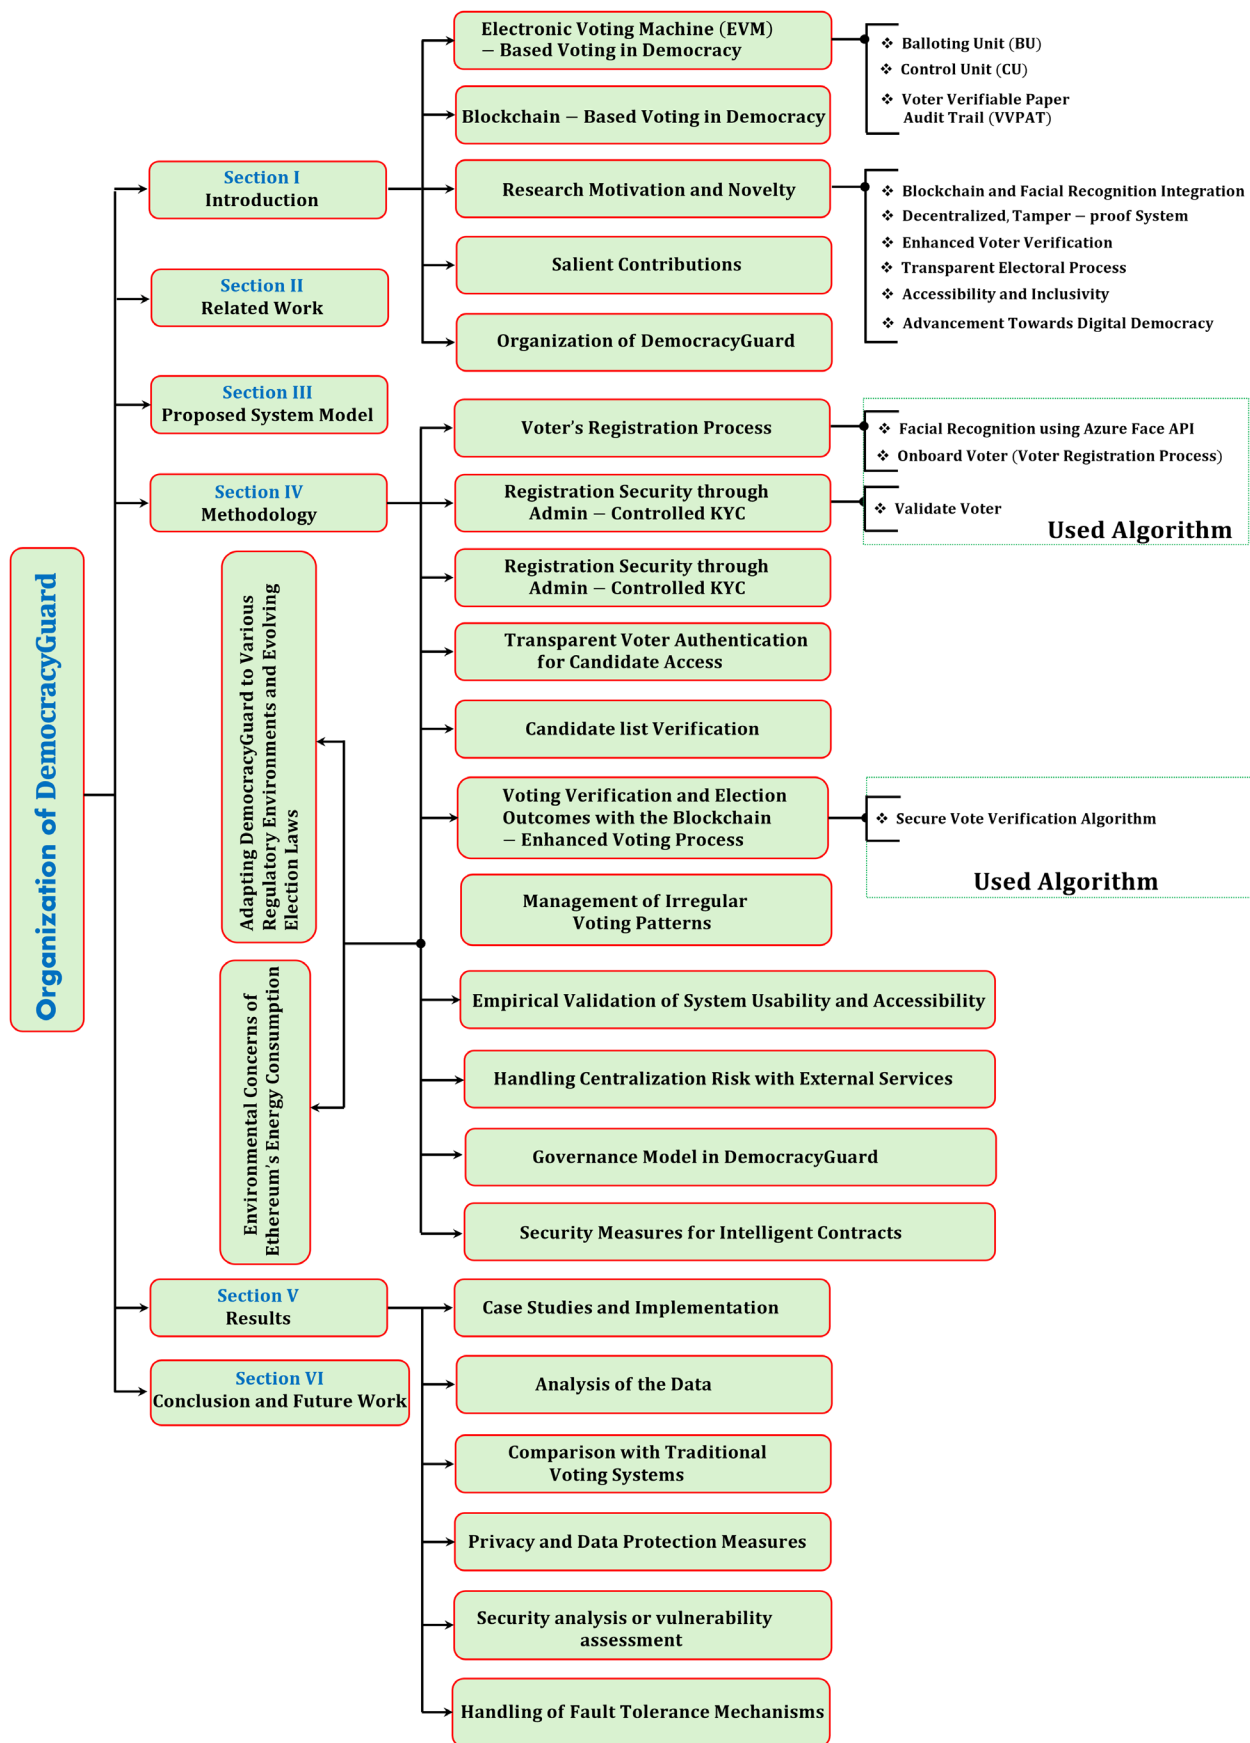 Organization of DemocracyGuard
Section I
Introduction
Electronic Voting Machine (EVM)
– Based Voting in Democracy
❖ Balloting Unit (BU)
❖ Control Unit (CU)
❖ Voter Verifiable Paper
Audit Trail (VVPAT)
Blockchain – Based Voting in Democracy
Research Motivation and Novelty
❖ Blockchain and Facial Recognition Integration
❖ Decentralized, Tamper – proof System
❖ Enhanced Voter Verification
❖ Transparent Electoral Process
❖ Accessibility and Inclusivity
❖ Advancement Towards Digital Democracy
Salient Contributions
Organization of DemocracyGuard
Section II
Related Work
Section III
Proposed System Model
Section IV
Methodology
Voter's Registration Process
❖ Facial Recognition using Azure Face API
❖ Onboard Voter (Voter Registration Process)
Registration Security through
Admin – Controlled KYC
❖ Validate Voter
Used Algorithm
Registration Security through
Admin – Controlled KYC
Transparent Voter Authentication
for Candidate Access
Candidate list Verification
Voting Verification and Election
Outcomes with the Blockchain
– Enhanced Voting Process
❖ Secure Vote Verification Algorithm
Used Algorithm
Management of Irregular
Voting Patterns
Empirical Validation of System Usability and Accessibility
Handling Centralization Risk with External Services
Governance Model in DemocracyGuard
Security Measures for Intelligent Contracts
Adapting DemocracyGuard to Various
Regulatory Environments and Evolving
Election Laws
Environmental Concerns of
Ethereum's Energy Consumption
Section V
Results
Case Studies and Implementation
Analysis of the Data
Comparison with Traditional
Voting Systems
Privacy and Data Protection Measures
Security analysis or vulnerability
assessment
Handling of Fault Tolerance Mechanisms
Section VI
Conclusion and Future Work